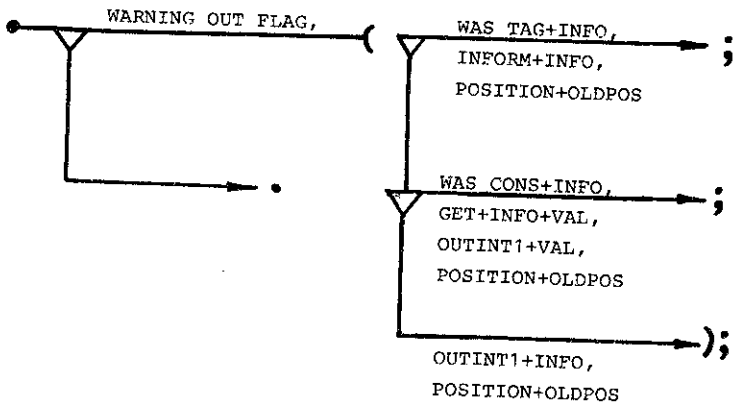 WARNING OUT FLAG, (
WAS TAG+INFO, ;
INFORM+INFO,
POSITION+OLDPOS
.
WAS CONS+INFO, ;
GET+INFO+VAL,
OUTINT1+VAL,
POSITION+OLDPOS
);
OUTINT1+INFO,
POSITION+OLDPOS